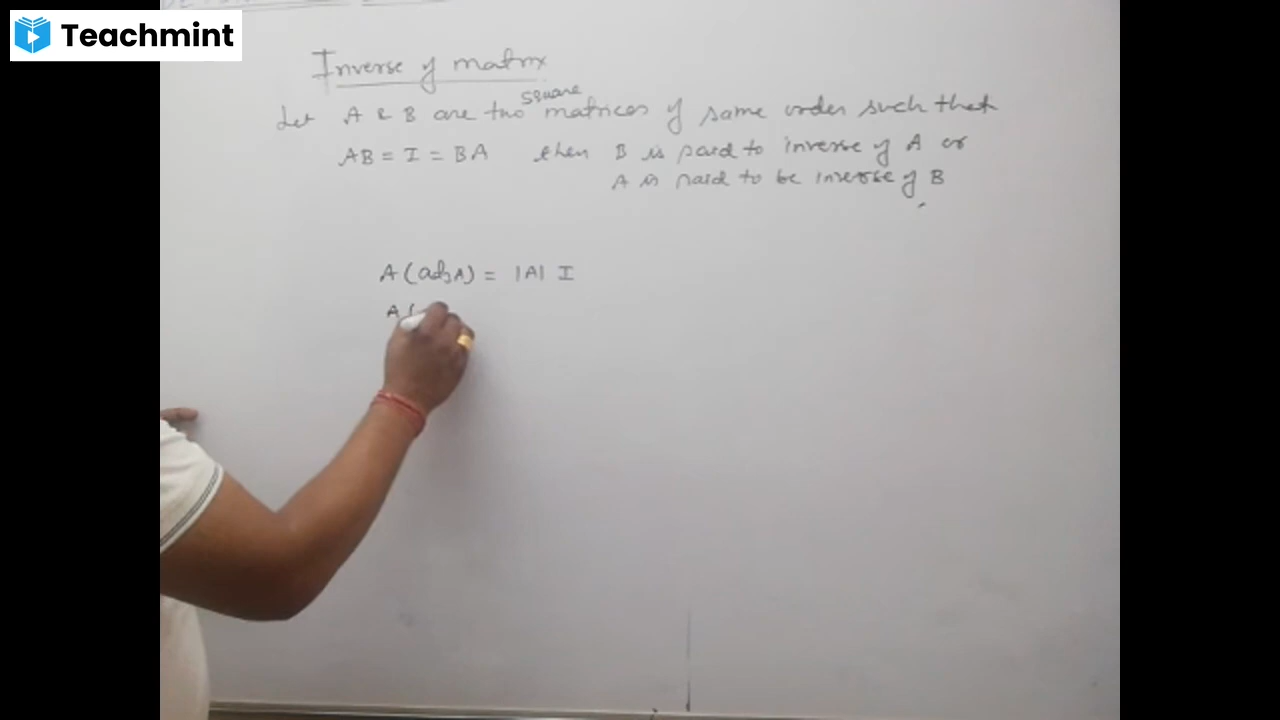 Teachmint
Inverse of matrix
Let A & B are two square matrices of same order such that
AB = I = BA then B is said to inverse of A or
A is said to be inverse of B
A (adj A) = |A| I
A (